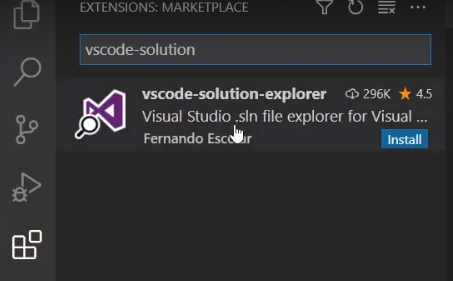 EXTENSIONS: MARKETPLACE
vscode-solution
vscode-solution-explorer 296K 4.5
Visual Studio .sln file explorer for Visual ...
Fernando Escolar Install